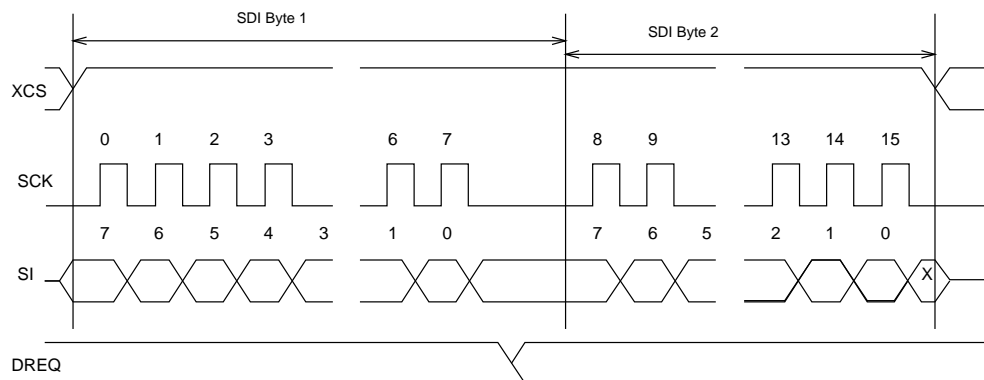 SDI Byte 1
SDI Byte 2
XCS
0 1 2 3 6 7 8 9 13 14 15
SCK
7 6 5 4 3 1 0 7 6 5 2 1 0
SI X
DREQ